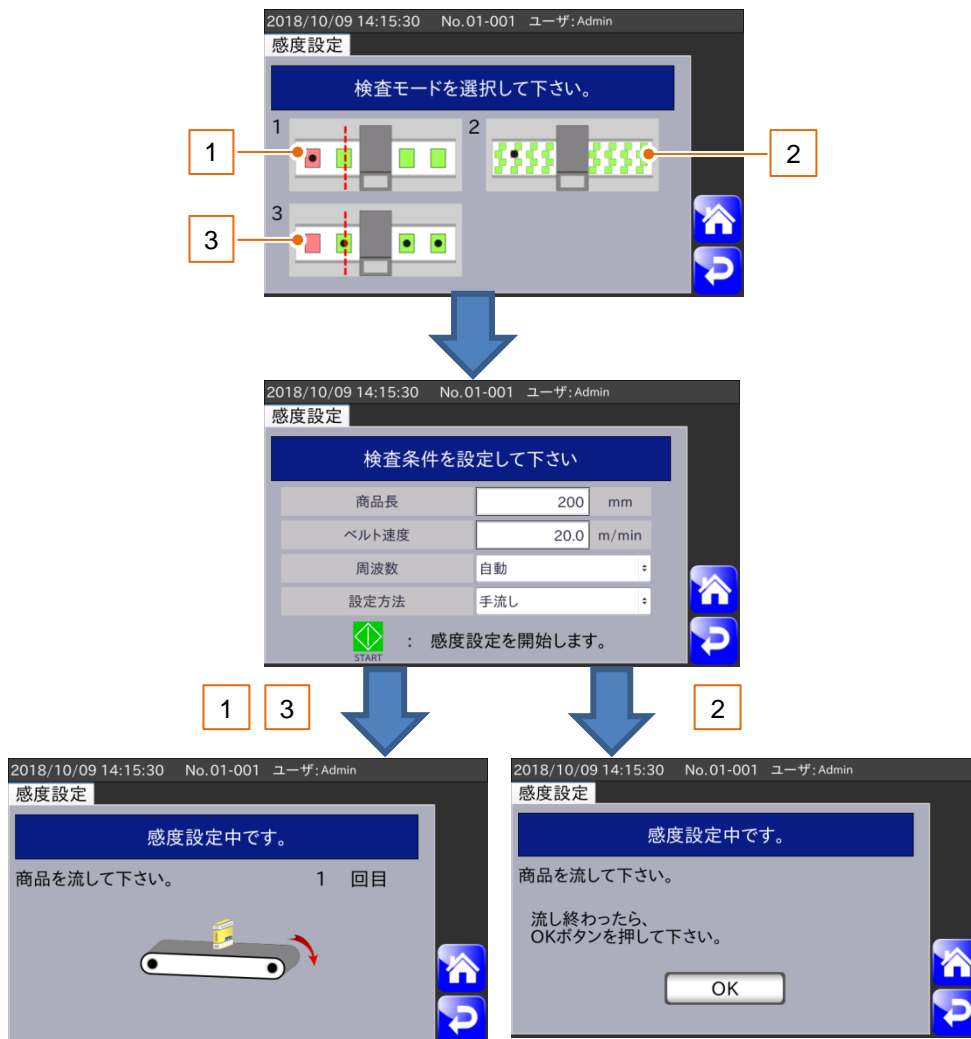 2018/10/09 14:15:30 No.01-001 ユーザ:Admin
感度設定
検査モードを選択して下さい。
1
2
1
2
3
3
2018/10/09 14:15:30 No.01-001 ユーザ:Admin
感度設定
検査条件を設定して下さい
商品長 200 mm
ベルト速度 20.0 m/min
周波数 自動
設定方法 手流し
START : 感度設定を開始します。
1 3
2
2018/10/09 14:15:30 No.01-001 ユーザ:Admin
感度設定
感度設定中です。
商品を流して下さい。 1 回目
2018/10/09 14:15:30 No.01-001 ユーザ:Admin
感度設定
感度設定中です。
商品を流して下さい。
流し終わったら、
OKボタンを押して下さい。
OK